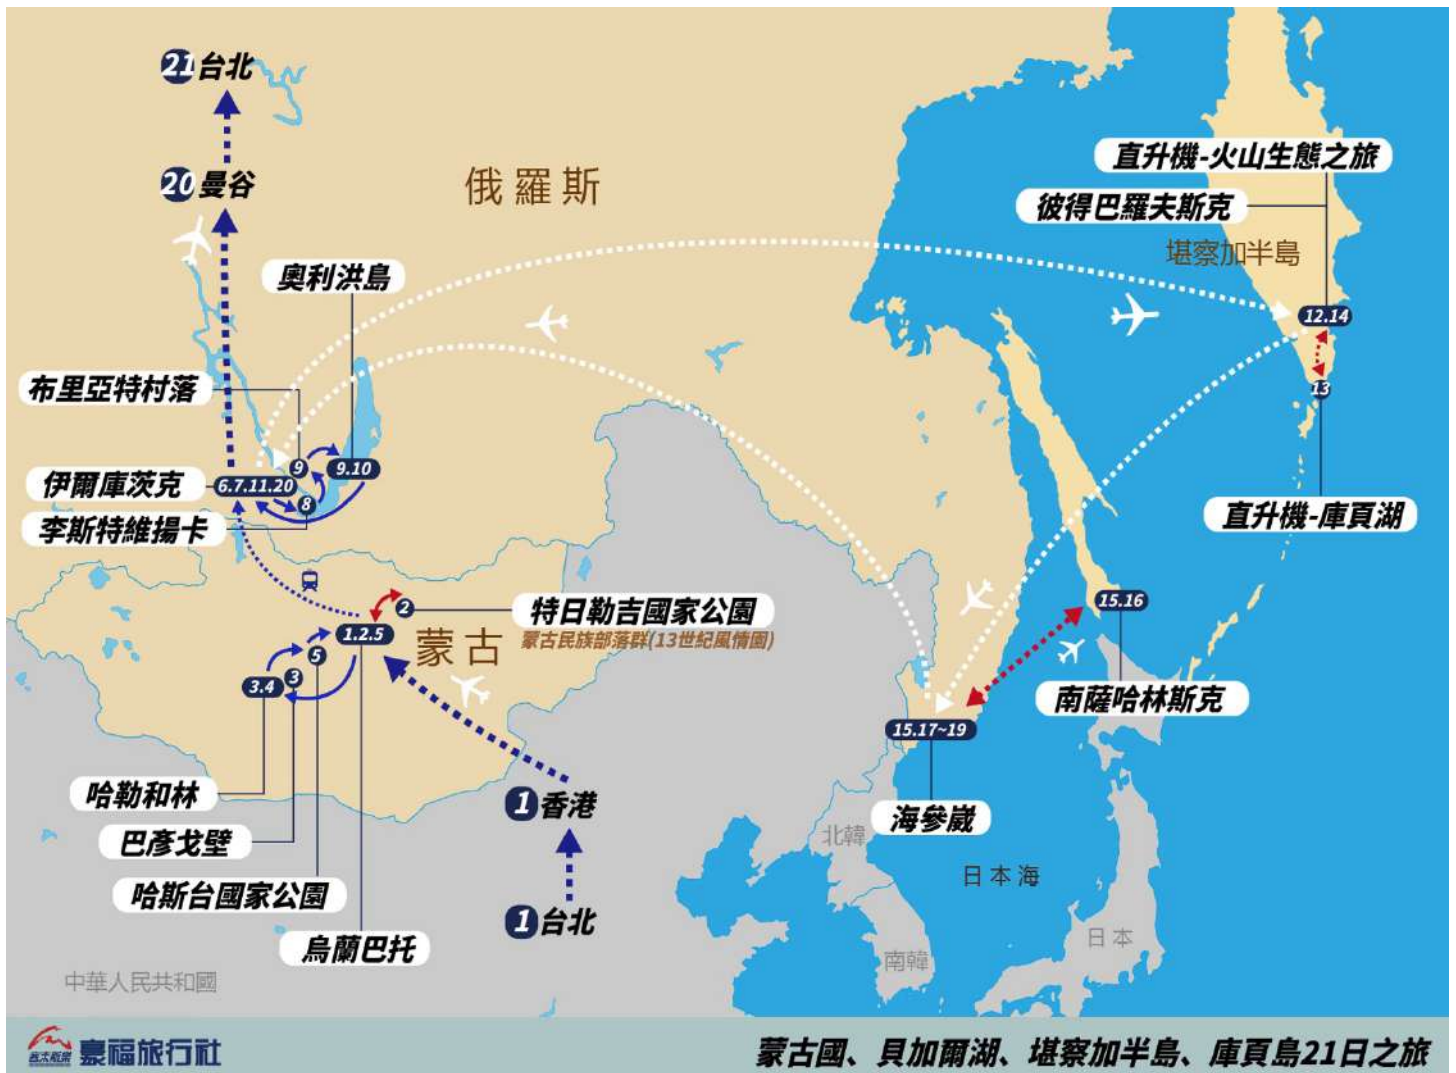 21 台北
20 曼谷
俄羅斯
直升機-火山生態之旅
彼得巴羅夫斯克
堪察加半島
奧利洪島
12.14
13
布里亞特村落
9
9.10
伊爾庫茨克
6.7.11.20
8
李斯特維揚卡
直升機-庫頁湖
2
特日勒吉國家公園
蒙古民族部落群(13世紀風情園)
蒙古
1.2.5
5
3
3.4
15.16
南薩哈林斯克
15.17~19
海參崴
哈勒和林
巴彥戈壁
哈斯台國家公園
烏蘭巴托
1 香港
1 台北
北韓
南韓
日本海
日本
中華人民共和國
豪福旅行社
蒙古國、貝加爾湖、堪察加半島、庫頁島21日之旅